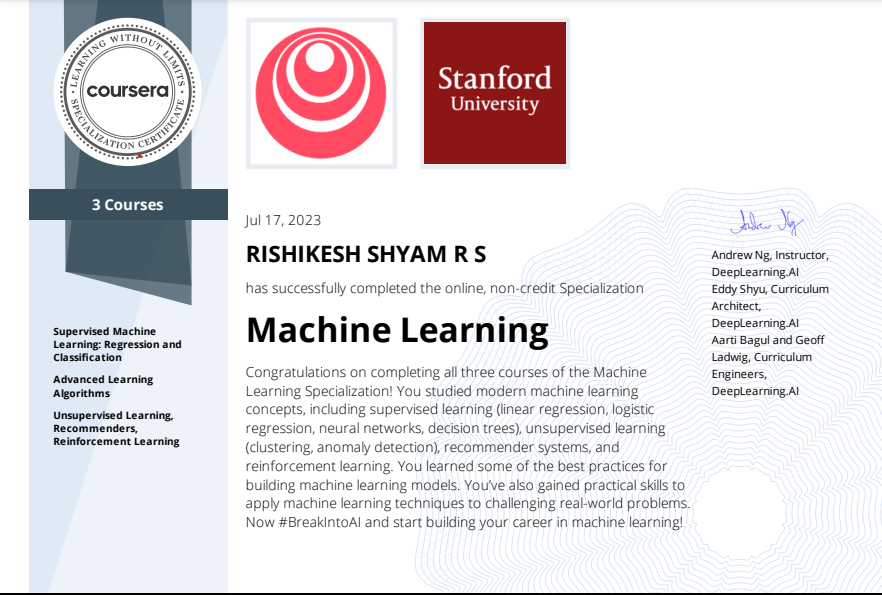 LEARNING WITHOUT LIMITS
coursera
SPECIALIZATION CERTIFICATE
Stanford
University
3 Courses
Supervised Machine
Learning: Regression and
Classification
Advanced Learning
Algorithms
Unsupervised Learning,
Recommenders,
Reinforcement Learning
Jul 17, 2023
RISHIKESH SHYAM R S
has successfully completed the online, non-credit Specialization
Machine Learning
Congratulations on completing all three courses of the Machine
Learning Specialization! You studied modern machine learning
concepts, including supervised learning (linear regression, logistic
regression, neural networks, decision trees), unsupervised learning
(clustering, anomaly detection), recommender systems, and
reinforcement learning. You learned some of the best practices for
building machine learning models. You’ve also gained practical skills to
apply machine learning techniques to challenging real-world problems.
Now #BreakIntoAI and start building your career in machine learning!
Andrew Ng
Andrew Ng, Instructor,
DeepLearning.AI
Eddy Shyu, Curriculum
Architect,
DeepLearning.AI
Aarti Bagul and Geoff
Ladwig, Curriculum
Engineers,
DeepLearning.AI